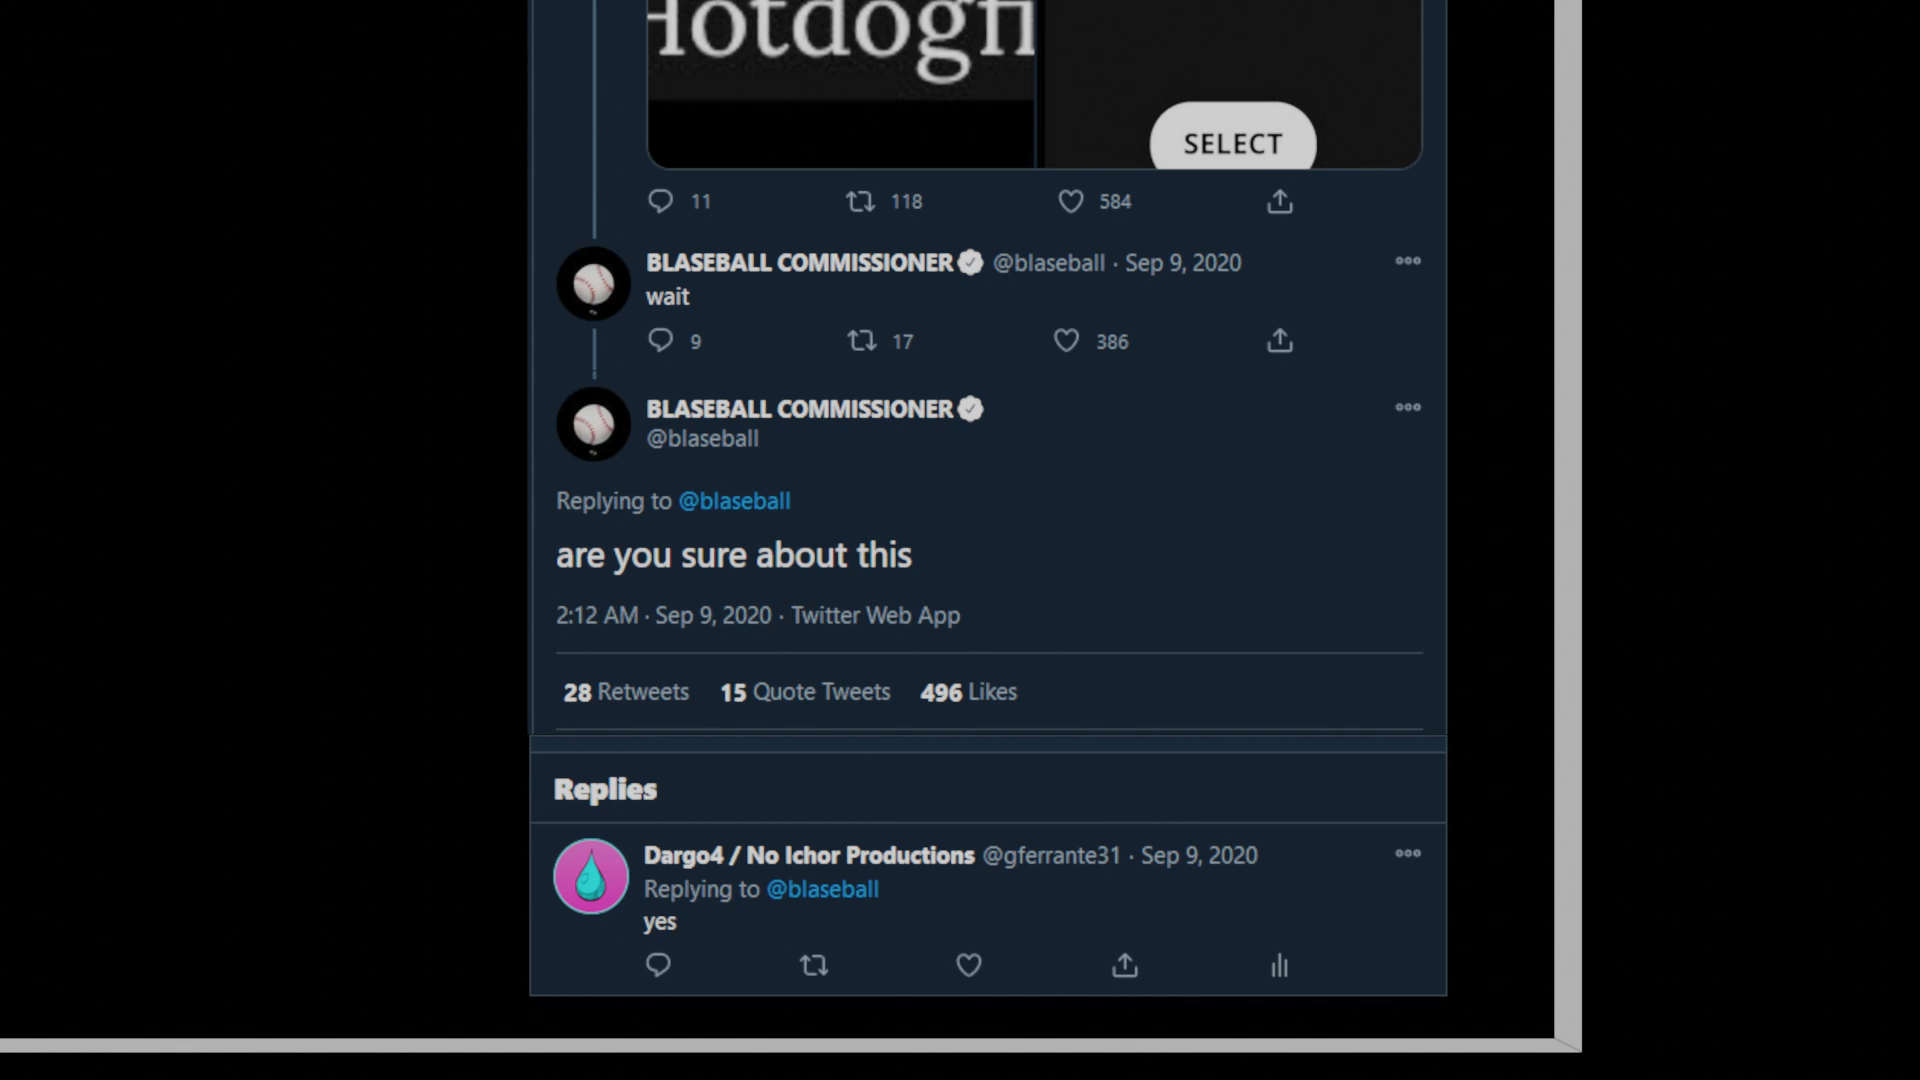 Hotdogfi
SELECT
11 118 584
BLASEBALL COMMISSIONER @blaseball · Sep 9, 2020
wait
9 17 386
BLASEBALL COMMISSIONER
@blaseball
Replying to @blaseball
are you sure about this
2:12 AM · Sep 9, 2020 · Twitter Web App
28 Retweets 15 Quote Tweets 496 Likes
Replies
Dargo4 / No Ichor Productions @gferrante31 · Sep 9, 2020
Replying to @blaseball
yes